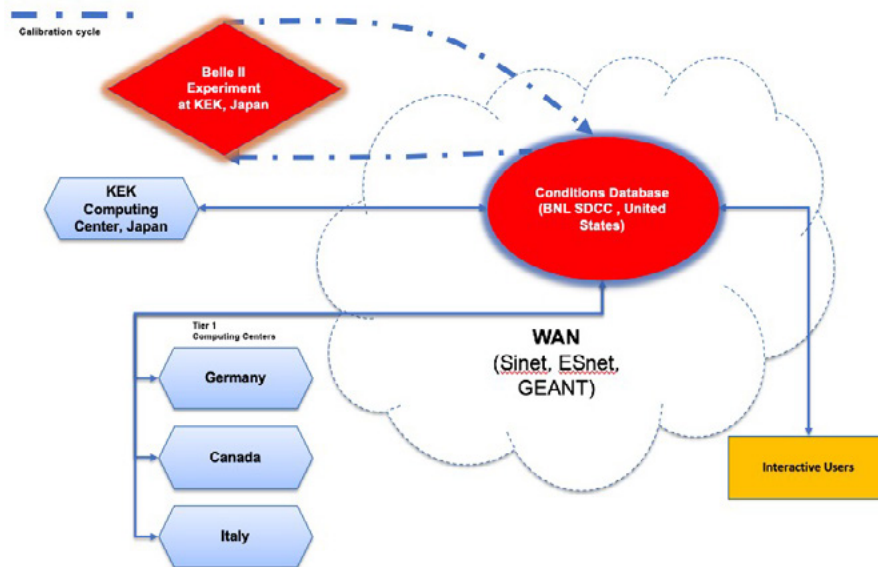 Calibration cycle
Belle II
Experiment
at KEK, Japan
KEK
Computing
Center, Japan
Conditions Database
(BNL SDCC , United
States)
Tier 1
Computing Centers
Germany
Canada
Italy
WAN
(Sinet, ESnet,
GEANT)
Interactive Users